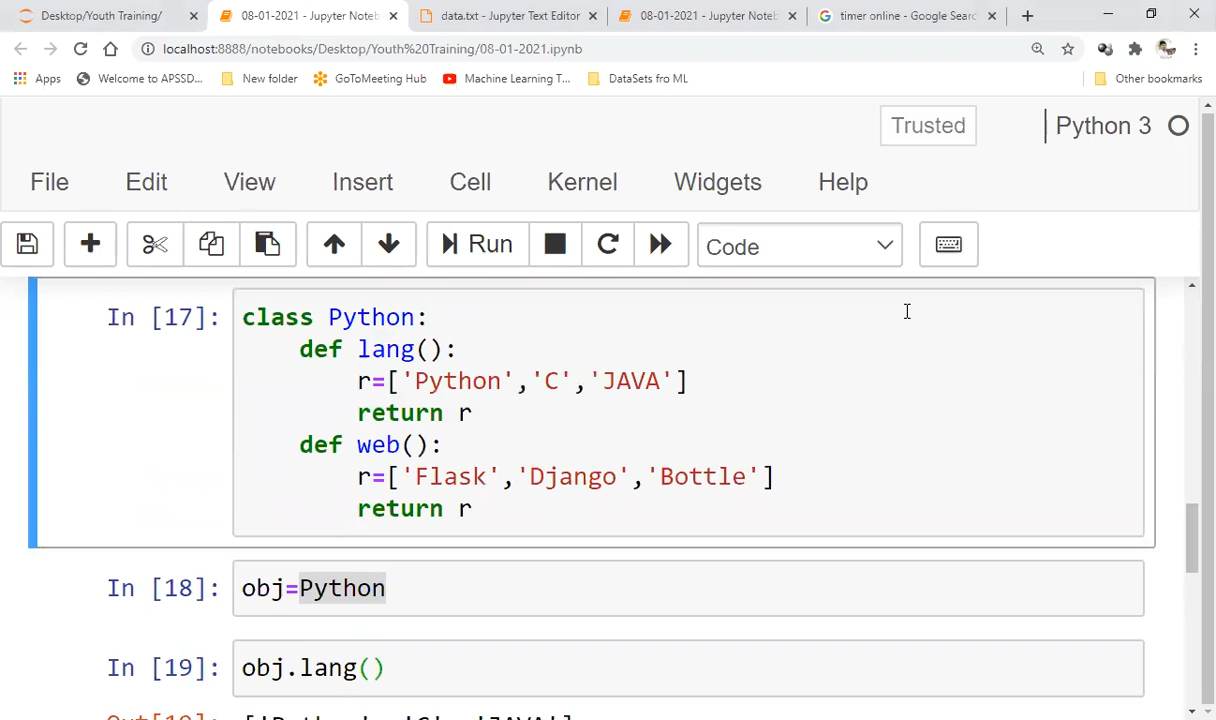 Desktop/Youth Training/
08-01-2021 - Jupyter Noteb
data.txt - Jupyter Text Editor
08-01-2021 - Jupyter Noteb
timer online - Google Searc
localhost:8888/notebooks/Desktop/Youth%20Training/08-01-2021.ipynb
Apps
Welcome to APSSD...
New folder
GoToMeeting Hub
Machine Learning T...
DataSets fro ML
Other bookmarks
Trusted
Python 3
File Edit View Insert Cell Kernel Widgets Help
Run
Code
In [17]:
class Python:
    def lang():
        r=['Python','C','JAVA']
        return r
    def web():
        r=['Flask','Django','Bottle']
        return r
In [18]:
obj=Python
In [19]:
obj.lang()
Out[19]: ['Python', 'C', 'JAVA']